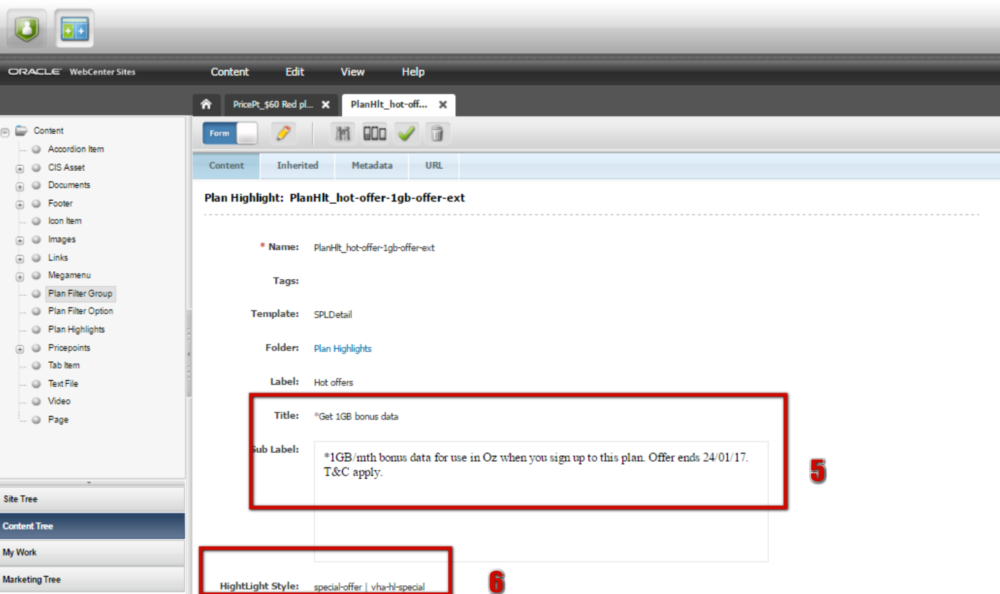 ORACLE WebCenter Sites
Content Edit View Help
PricePt_$60 Red pl... PlanHlt_hot-off...
Form
Content Inherited Metadata URL
Content
Accordion Item
CIS Asset
Documents
Footer
Icon Item
Images
Links
Megamenu
Plan Filter Group
Plan Filter Option
Plan Highlights
Pricepoints
Tab Item
Text File
Video
Page
Site Tree
Content Tree
My Work
Marketing Tree
Plan Highlight: PlanHlt_hot-offer-1gb-offer-ext
* Name: PlanHlt_hot-offer-1gb-offer-ext
Tags:
Template: SPLDetail
Folder: Plan Highlights
Label: Hot offers
Title: *Get 1GB bonus data
Sub Label: *1GB/mth bonus data for use in Oz when you sign up to this plan. Offer ends 24/01/17.
T&C apply.
5
HightLight Style: special-offer | vha-hl-special
6